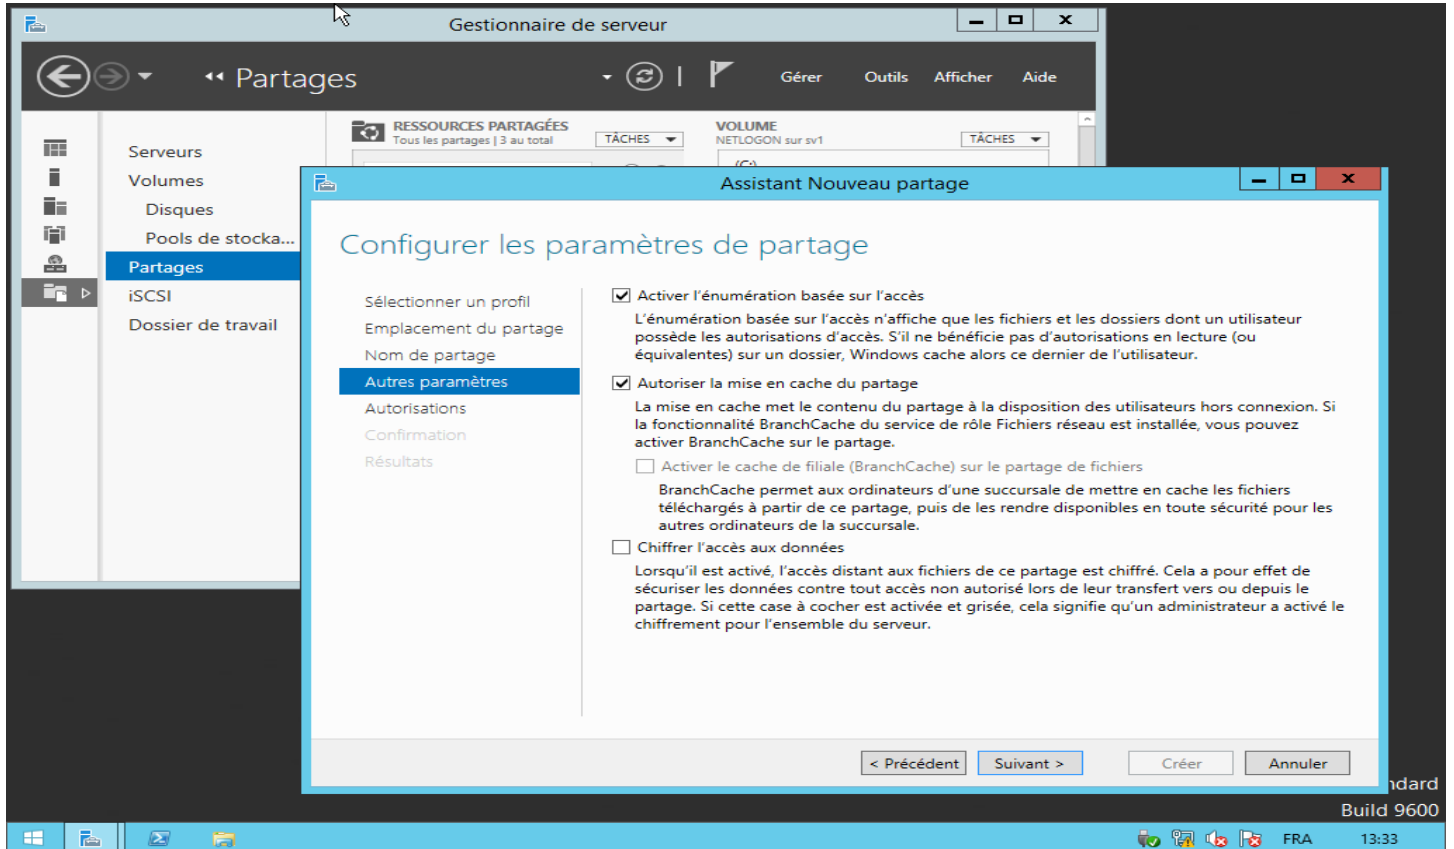 Gestionnaire de serveur
Partages
Gérer Outils Afficher Aide
Serveurs
Volumes
Disques
Pools de stocka...
Partages
iSCSI
Dossier de travail
RESSOURCES PARTAGÉES
Tous les partages | 3 au total
TÂCHES
VOLUME
NETLOGON sur sv1
TÂCHES
(C:)
Assistant Nouveau partage
Configurer les paramètres de partage
Sélectionner un profil
Emplacement du partage
Nom de partage
Autres paramètres
Autorisations
Confirmation
Résultats
Activer l'énumération basée sur l'accès
L'énumération basée sur l'accès n'affiche que les fichiers et les dossiers dont un utilisateur
possède les autorisations d'accès. S'il ne bénéficie pas d'autorisations en lecture (ou
équivalentes) sur un dossier, Windows cache alors ce dernier de l'utilisateur.
Autoriser la mise en cache du partage
La mise en cache met le contenu du partage à la disposition des utilisateurs hors connexion. Si
la fonctionnalité BranchCache du service de rôle Fichiers réseau est installée, vous pouvez
activer BranchCache sur le partage.
Activer le cache de filiale (BranchCache) sur le partage de fichiers
BranchCache permet aux ordinateurs d'une succursale de mettre en cache les fichiers
téléchargés à partir de ce partage, puis de les rendre disponibles en toute sécurité pour les
autres ordinateurs de la succursale.
Chiffrer l'accès aux données
Lorsqu'il est activé, l'accès distant aux fichiers de ce partage est chiffré. Cela a pour effet de
sécuriser les données contre tout accès non autorisé lors de leur transfert vers ou depuis le
partage. Si cette case à cocher est activée et grisée, cela signifie qu'un administrateur a activé le
chiffrement pour l'ensemble du serveur.
< Précédent Suivant > Créer Annuler
ndard
Build 9600
FRA 13:33